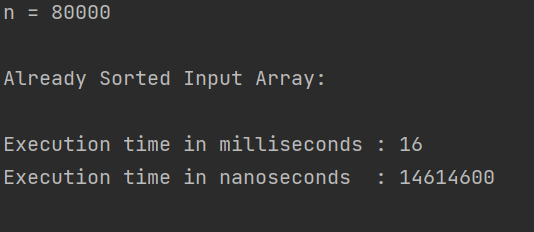 n = 80000
Already Sorted Input Array:
Execution time in milliseconds : 16
Execution time in nanoseconds  : 14614600